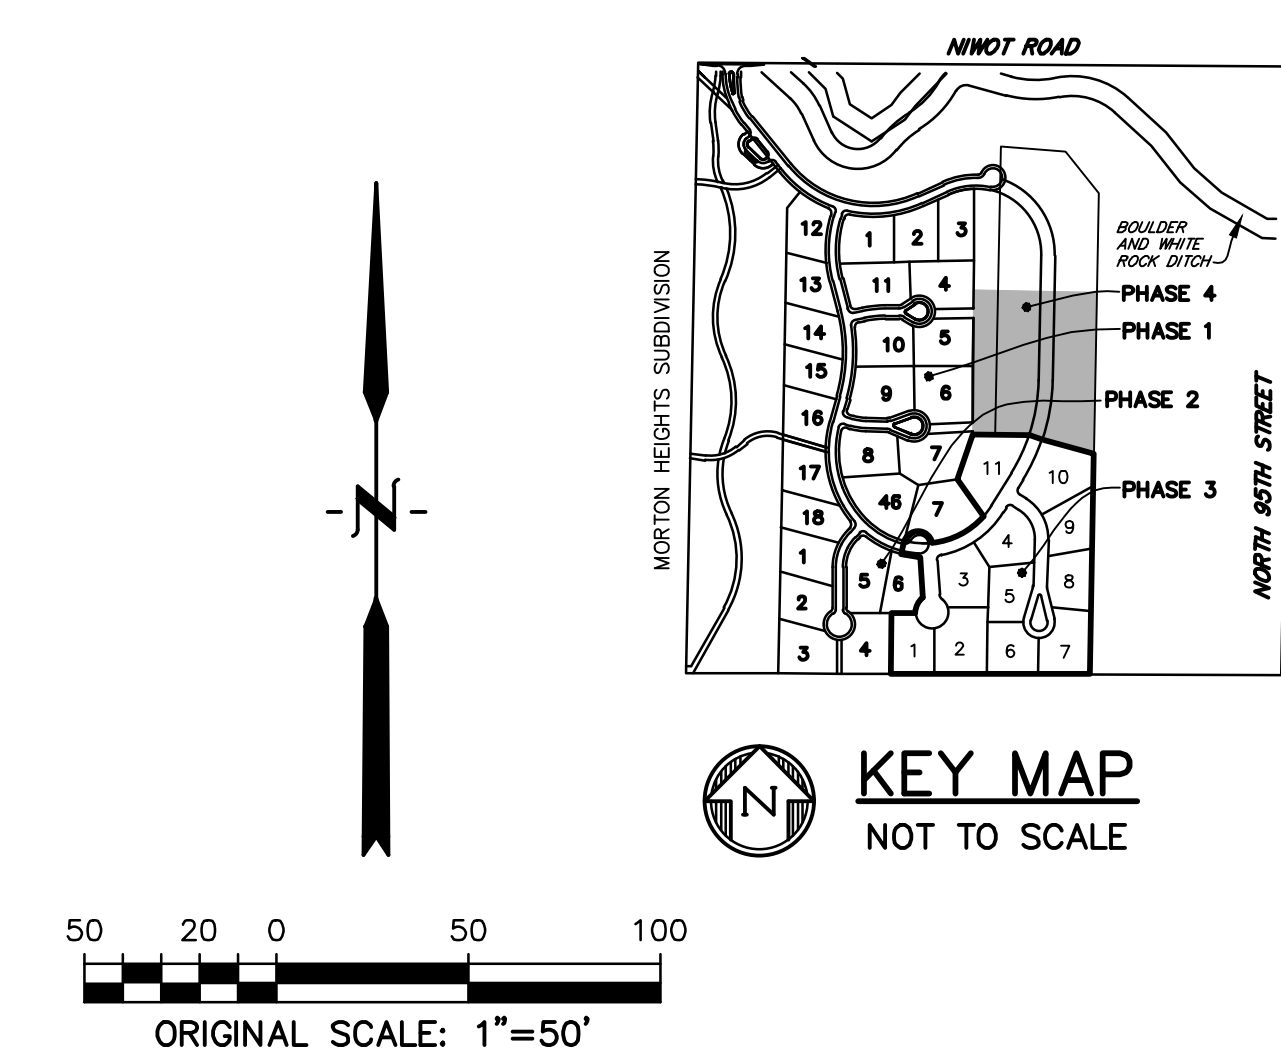 NIWOT ROAD
BOULDER
AND WHITE
ROCK DITCH
12
1
2
3
13
11
4
PHASE 4
14
10
5
PHASE 1
15
9
6
PHASE 2
16
8
7
17
11
10
46
7
PHASE 3
18
9
4
1
5
6
3
5
8
2
3
4
1
2
6
7
MORTON HEIGHTS SUBDIVISION
NORTH 95TH STREET
N
N
KEY MAP
NOT TO SCALE
50 20 0 50 100
ORIGINAL SCALE: 1"=50'